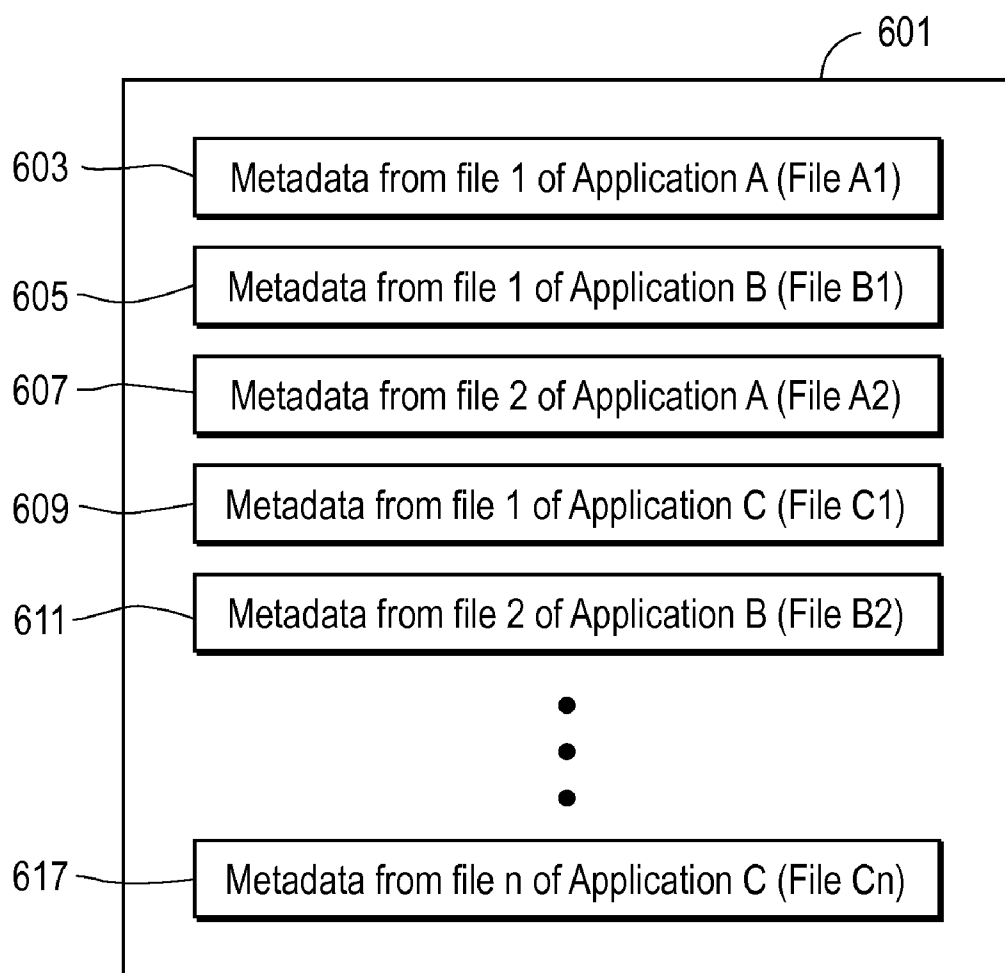 601
603
Metadata from file 1 of Application A (File A1)
605
Metadata from file 1 of Application B (File B1)
607
Metadata from file 2 of Application A (File A2)
609
Metadata from file 1 of Application C (File C1)
611
Metadata from file 2 of Application B (File B2)
617
Metadata from file n of Application C (File Cn)